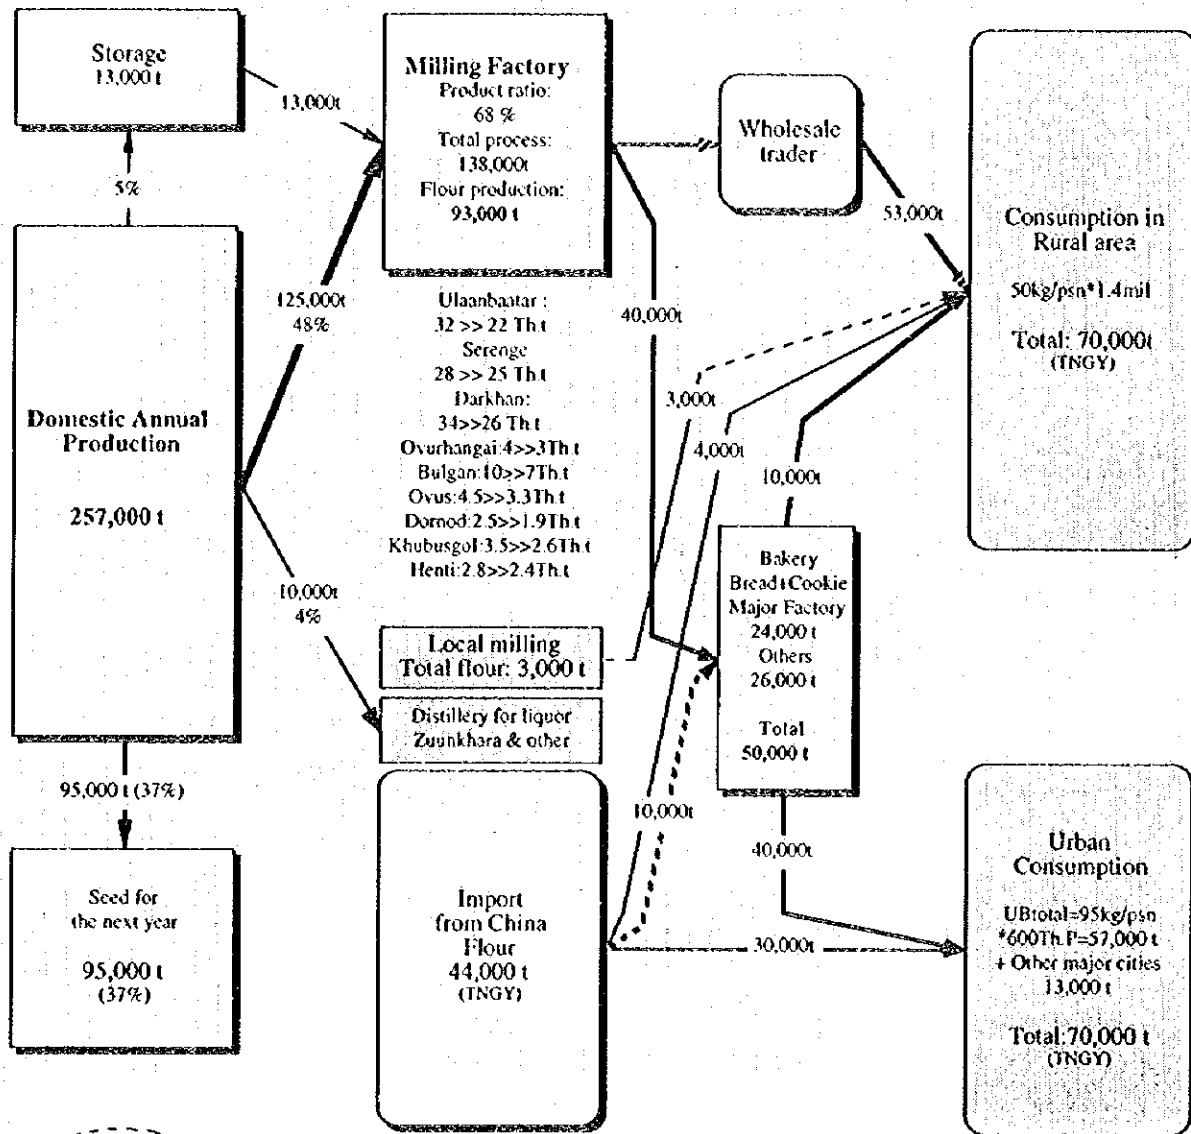 Storage
13,000 t
13,000t
5%
Domestic Annual
Production
257,000 t
125,000t
48%
10,000t
4%
95,000 t (37%)
Seed for
the next year
95,000 t
(37%)
Milling Factory
Product ratio:
68 %
Total process:
138,000t
Flour production:
93,000 t
Ulaanbaatar :
32 >> 22 Th.t
Serenge
28 >> 25 Th.t
Darkhan:
34>>26 Th.t
Ovurhangai:4>>3Th.t
Bulgan:10>>7Th.t
Ovus:4.5>>3.3Th.t
Dornod:2.5>>1.9Th.t
Khubusgol:3.5>>2.6Th.t
Henti:2.8>>2.4Th.t
Local milling
Total flour: 3,000 t
Distillery for liquor
Zuunkhara & other
Import
from China
Flour
44,000 t
(TNGY)
Wholesale
trader
53,000t
40,000t
3,000t
4,000t
10,000t
Bakery
Bread+Cookie
Major Factory
24,000 t
Others
26,000 t
Total
50,000 t
10,000t
40,000t
30,000t
Consumption in
Rural area
50kg/psn*1.4mil
Total: 70,000t
(TNGY)
Urban
Consumption
UBtotal=95kg/psn
*600Th.P=57,000 t
+ Other major cities
13,000 t
Total:70,000 t
(TNGY)